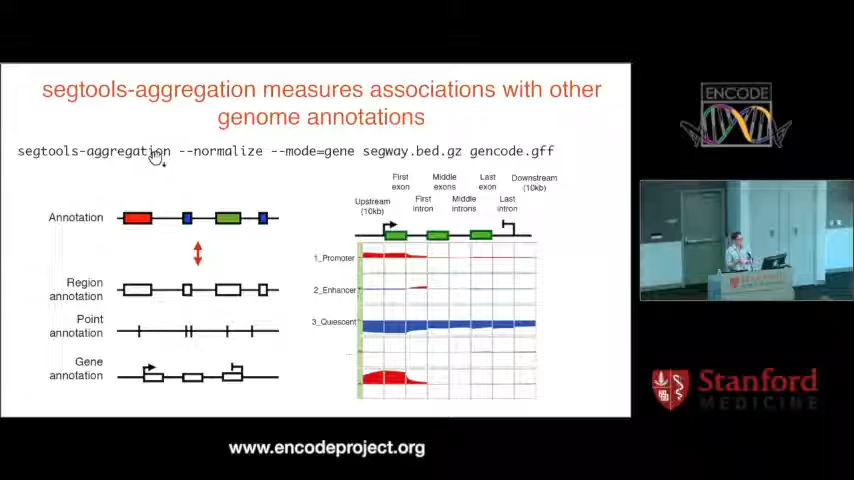 segtools-aggregation measures associations with other
genome annotations
segtools-aggregation --normalize --mode=gene segway.bed.gz gencode.gff
Annotation
Region
annotation
Point
annotation
Gene
annotation
Upstream
(10kb)
First
exon
First
intron
Middle
exons
Middle
introns
Last
exon
Last
intron
Downstream
(10kb)
1_Promoter
2_Enhancer
3_Quiescent
...
ENCODE
Stanford
MEDICINE
www.encodeproject.org